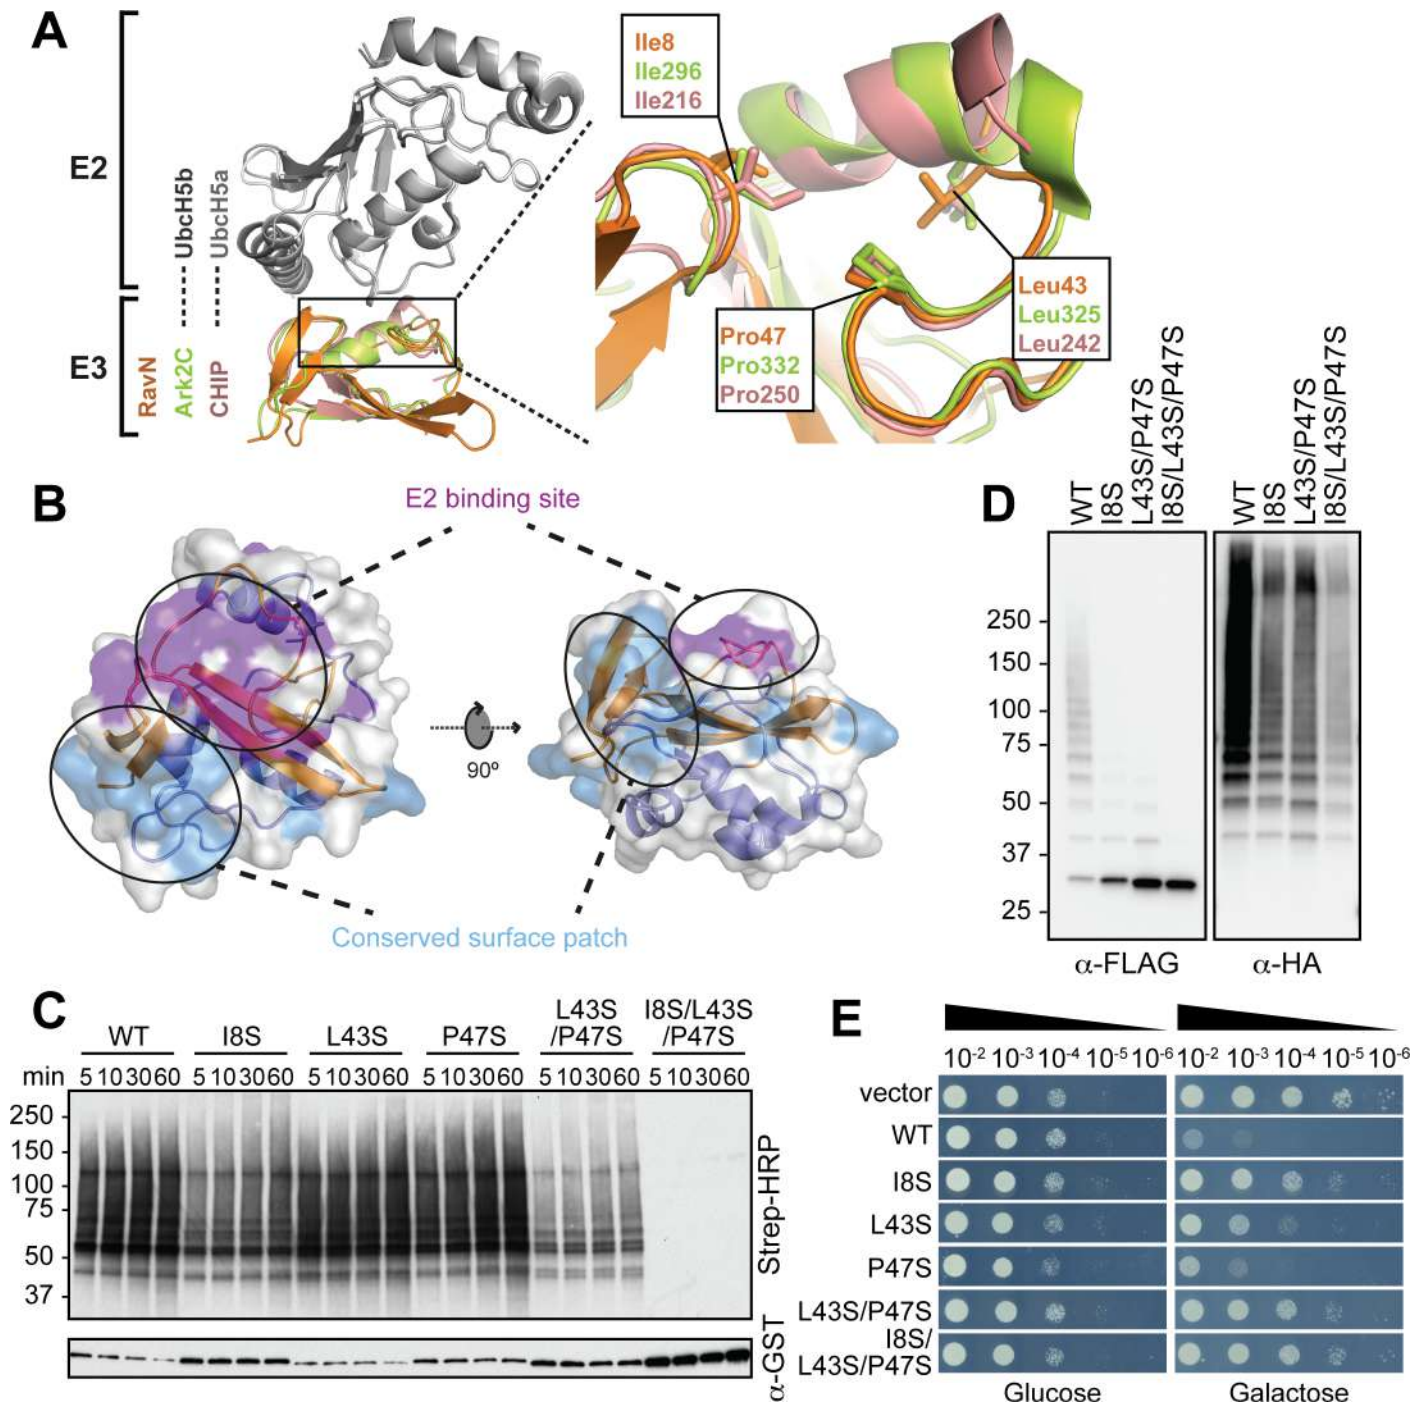 A
E2
E3
RavN
Ark2C-----UbcH5b
CHIP-----UbcH5a
Ile8
Ile296
Ile216
Pro47
Pro332
Pro250
Leu43
Leu325
Leu242
B
E2 binding site
90º
Conserved surface patch
C
WT
I8S
L43S
P47S
L43S
/P47S
I8S/L43S
/P47S
min 5 10 30 60 5 10 30 60 5 10 30 60 5 10 30 60 5 10 30 60 5 10 30 60
250
150
100
75
50
37
Strep-HRP
α-GST
D
WT
I8S
L43S/P47S
I8S/L43S/P47S
WT
I8S
L43S/P47S
I8S/L43S/P47S
250
150
100
75
50
37
25
α-FLAG
α-HA
E
10-2 10-3 10-4 10-5 10-6 10-2 10-3 10-4 10-5 10-6
vector
WT
I8S
L43S
P47S
L43S/P47S
I8S/
L43S/P47S
Glucose
Galactose